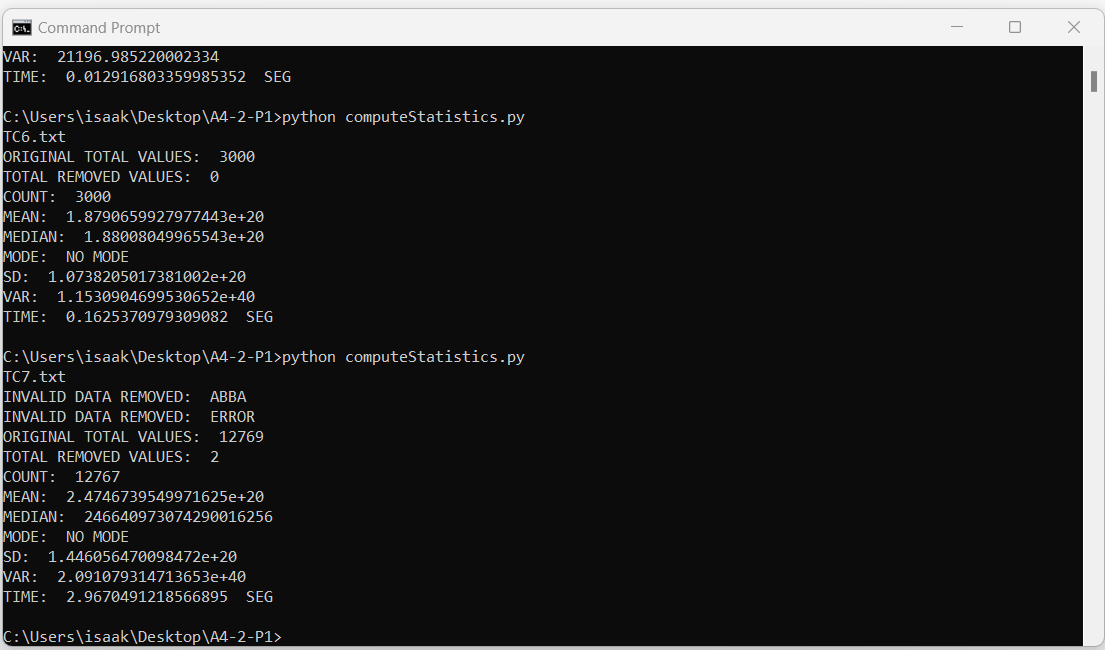 Command Prompt
VAR:  21196.985220002334
TIME:  0.012916803359985352  SEG
C:\Users\isaak\Desktop\A4-2-P1>python computeStatistics.py
TC6.txt
ORIGINAL TOTAL VALUES:  3000
TOTAL REMOVED VALUES:  0
COUNT:  3000
MEAN:  1.8790659927977443e+20
MEDIAN:  1.88008049965543e+20
MODE:  NO MODE
SD:  1.0738205017381002e+20
VAR:  1.1530904699530652e+40
TIME:  0.1625370979309082  SEG
C:\Users\isaak\Desktop\A4-2-P1>python computeStatistics.py
TC7.txt
INVALID DATA REMOVED:  ABBA
INVALID DATA REMOVED:  ERROR
ORIGINAL TOTAL VALUES:  12769
TOTAL REMOVED VALUES:  2
COUNT:  12767
MEAN:  2.4746739549971625e+20
MEDIAN:  246640973074290016256
MODE:  NO MODE
SD:  1.446056470098472e+20
VAR:  2.091079314713653e+40
TIME:  2.9670491218566895  SEG
C:\Users\isaak\Desktop\A4-2-P1>